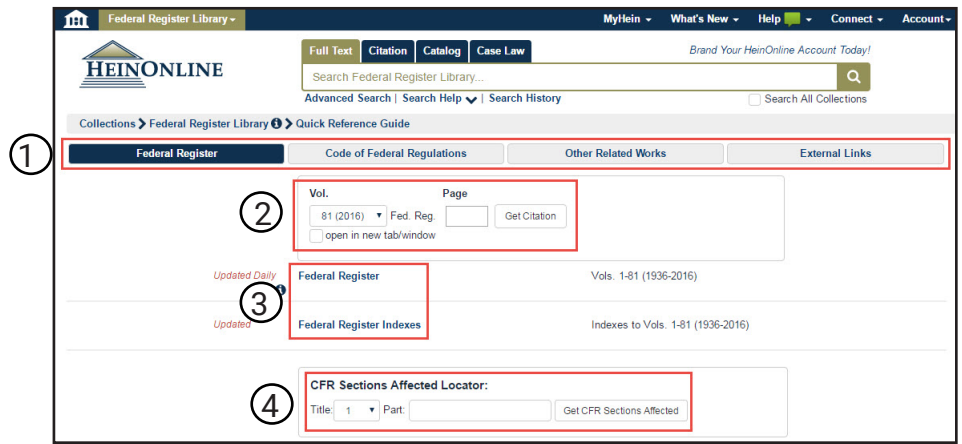 Federal Register Library MyHein What's New Help Connect Account
HEINONLINE
Full Text Citation Catalog Case Law Brand Your HeinOnline Account Today!
Search Federal Register Library...
Advanced Search | Search Help | Search History Search All Collections
Collections > Federal Register Library > Quick Reference Guide
1
Federal Register Code of Federal Regulations Other Related Works External Links
2
Vol. Page
81 (2016) Fed. Reg. Get Citation
open in new tab/window
3
Updated Daily Federal Register Vols. 1-81 (1936-2016)
Updated Federal Register Indexes Indexes to Vols. 1-81 (1936-2016)
4
CFR Sections Affected Locator:
Title: 1 Part: Get CFR Sections Affected